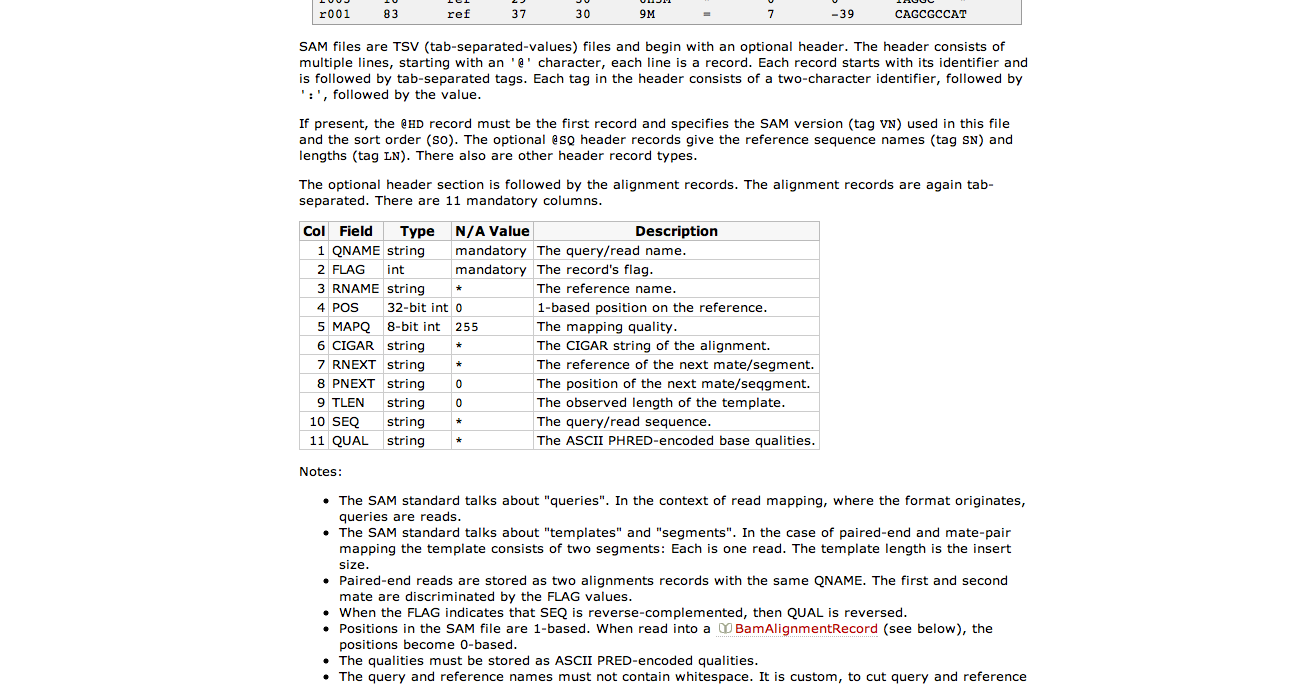 r001 83 ref 37 30 9M = 7 -39 CAGCGCCAT
SAM files are TSV (tab-separated-values) files and begin with an optional header. The header consists of
multiple lines, starting with an '@' character, each line is a record. Each record starts with its identifier and
is followed by tab-separated tags. Each tag in the header consists of a two-character identifier, followed by
':', followed by the value.
If present, the @HD record must be the first record and specifies the SAM version (tag VN) used in this file
and the sort order (SO). The optional @SQ header records give the reference sequence names (tag SN) and
lengths (tag LN). There also are other header record types.
The optional header section is followed by the alignment records. The alignment records are again tab-
separated. There are 11 mandatory columns.
Col Field Type N/A Value Description
1 QNAME string mandatory The query/read name.
2 FLAG int mandatory The record's flag.
3 RNAME string * The reference name.
4 POS 32-bit int 0 1-based position on the reference.
5 MAPQ 8-bit int 255 The mapping quality.
6 CIGAR string * The CIGAR string of the alignment.
7 RNEXT string * The reference of the next mate/segment.
8 PNEXT string 0 The position of the next mate/seqgment.
9 TLEN string 0 The observed length of the template.
10 SEQ string * The query/read sequence.
11 QUAL string * The ASCII PHRED-encoded base qualities.
Notes:
• The SAM standard talks about "queries". In the context of read mapping, where the format originates,
queries are reads.
• The SAM standard talks about "templates" and "segments". In the case of paired-end and mate-pair
mapping the template consists of two segments: Each is one read. The template length is the insert
size.
• Paired-end reads are stored as two alignments records with the same QNAME. The first and second
mate are discriminated by the FLAG values.
• When the FLAG indicates that SEQ is reverse-complemented, then QUAL is reversed.
• Positions in the SAM file are 1-based. When read into a BamAlignmentRecord (see below), the
positions become 0-based.
• The qualities must be stored as ASCII PRED-encoded qualities.
• The query and reference names must not contain whitespace. It is custom, to cut query and reference